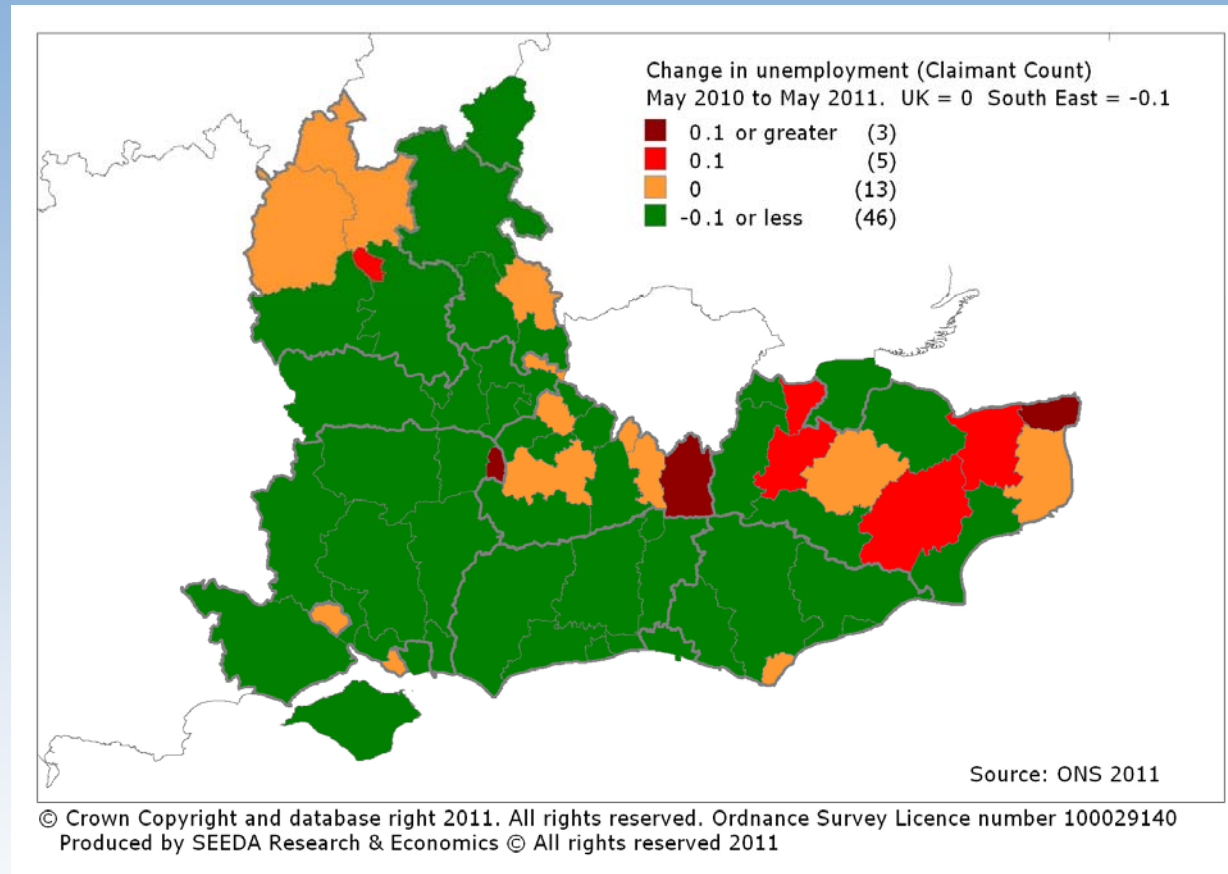 Change in unemployment (Claimant Count)
May 2010 to May 2011.  UK = 0  South East = -0.1
0.1 or greater (3)
0.1 (5)
0 (13)
-0.1 or less (46)
Source: ONS 2011
© Crown Copyright and database right 2011. All rights reserved. Ordnance Survey Licence number 100029140
Produced by SEEDA Research & Economics © All rights reserved 2011